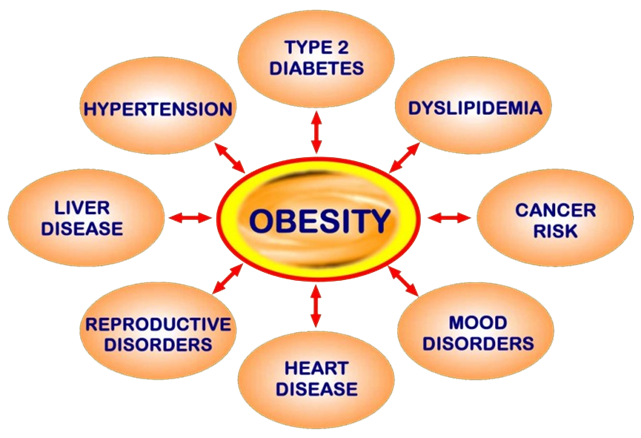 TYPE 2
DIABETES
HYPERTENSION
DYSLIPIDEMIA
LIVER
DISEASE
OBESITY
CANCER
RISK
REPRODUCTIVE
DISORDERS
MOOD
DISORDERS
HEART
DISEASE